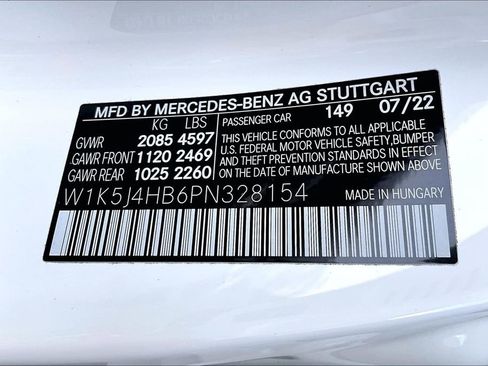 MFD BY MERCEDES-BENZ AG STUTTGART
KG LBS PASSENGER CAR 149 07/22
GVWR 2085 4597
GAWR FRONT 1120 2469
GAWR REAR 1025 2260
THIS VEHICLE CONFORMS TO ALL APPLICABLE
U.S. FEDERAL MOTOR VEHICLE SAFETY, BUMPER
AND THEFT PREVENTION STANDARDS IN EFFECT
ON THE DATE OF MANUFACTURE SHOWN ABOVE.
W1K5J4HB6PN328154 MADE IN HUNGARY